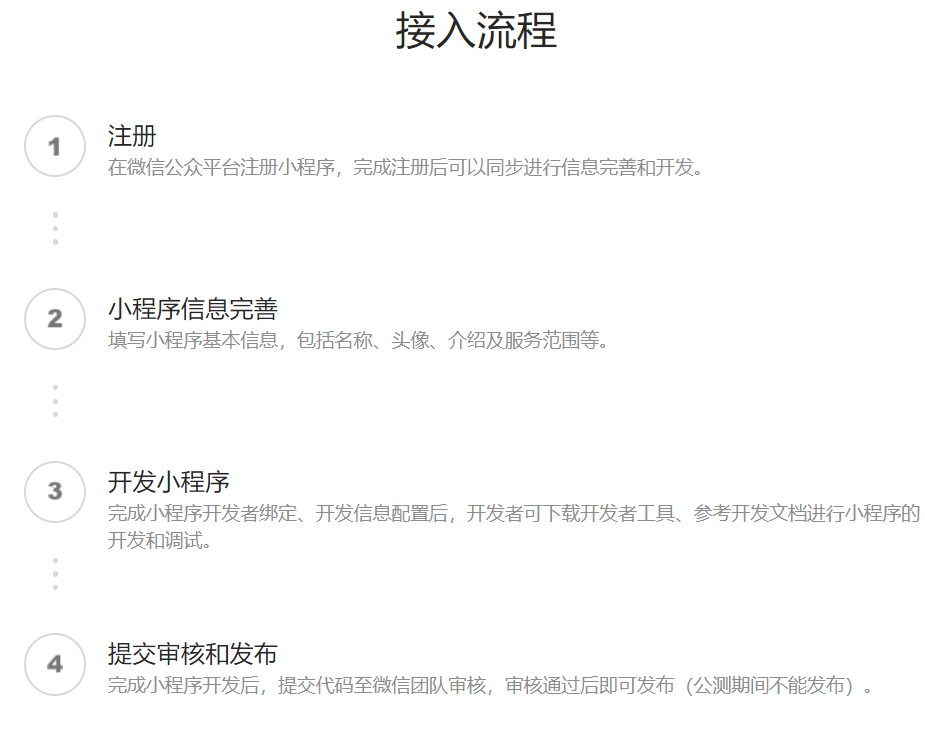 接入流程
1
注册
在微信公众平台注册小程序，完成注册后可以同步进行信息完善和开发。
2
小程序信息完善
填写小程序基本信息，包括名称、头像、介绍及服务范围等。
3
开发小程序
完成小程序开发者绑定、开发信息配置后，开发者可下载开发者工具、参考开发文档进行小程序的
开发和调试。
4
提交审核和发布
完成小程序开发后，提交代码至微信团队审核，审核通过后即可发布（公测期间不能发布）。